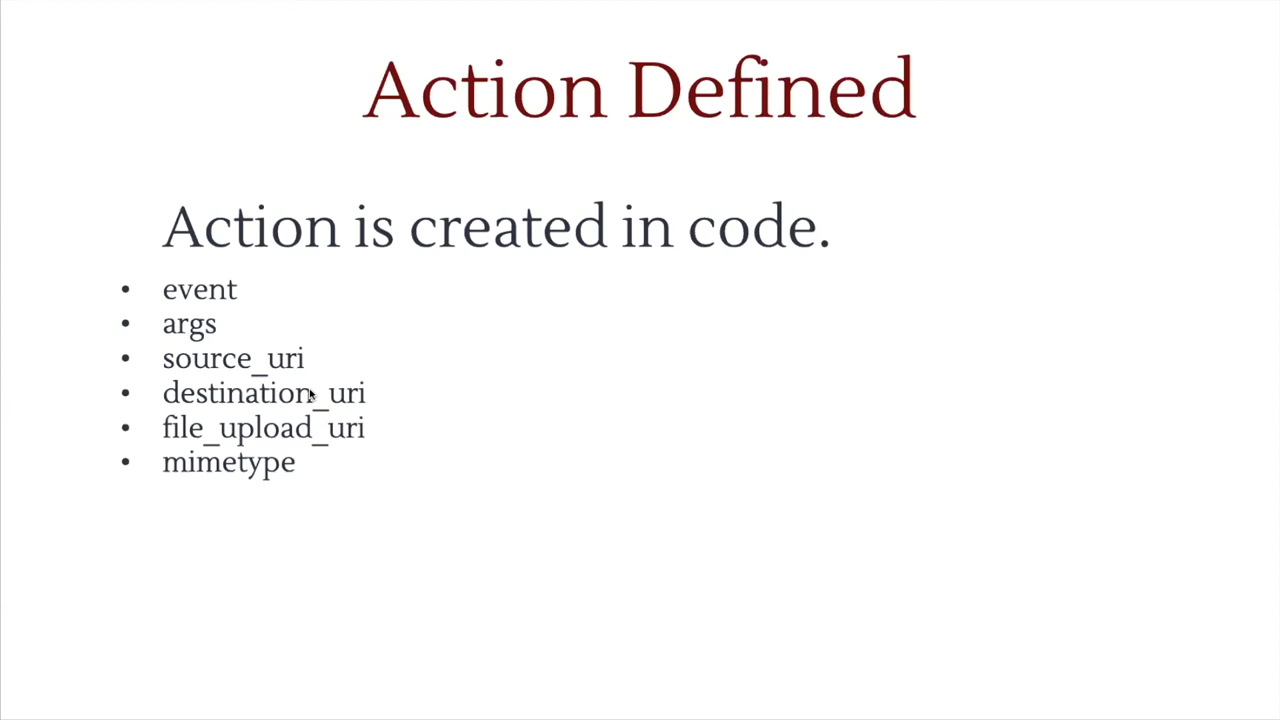 Action Defined
Action is created in code.
• event
• args
• source_uri
• destination_uri
• file_upload_uri
• mimetype